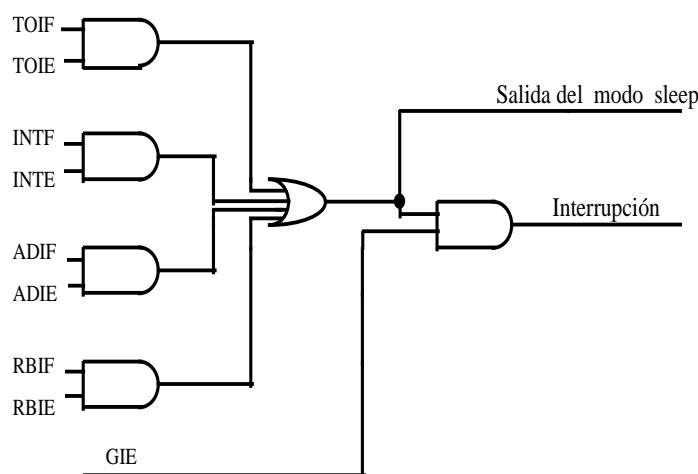 TOIF
TOIE
Salida del modo sleep
INTF
INTE
Interrupción
ADIF
ADIE
RBIF
RBIE
GIE